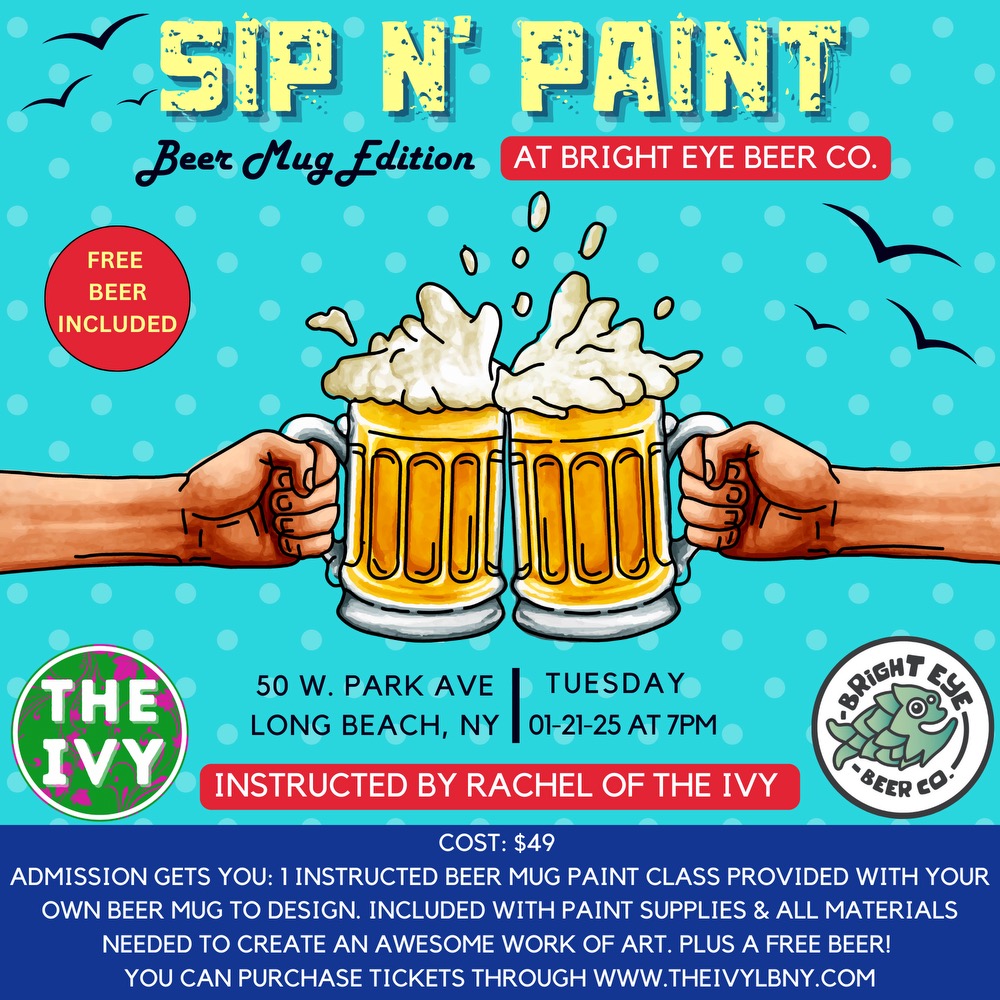 SIP N' PAINT
Beer Mug Edition
AT BRIGHT EYE BEER CO.
FREE
BEER
INCLUDED
50 W. PARK AVE
LONG BEACH, NY
TUESDAY
01-21-25 AT 7PM
THE
IVY
-BRIGHT EYE-
BEER CO.
INSTRUCTED BY RACHEL OF THE IVY
COST: $49
ADMISSION GETS YOU: 1 INSTRUCTED BEER MUG PAINT CLASS PROVIDED WITH YOUR
OWN BEER MUG TO DESIGN. INCLUDED WITH PAINT SUPPLIES & ALL MATERIALS
NEEDED TO CREATE AN AWESOME WORK OF ART. PLUS A FREE BEER!
YOU CAN PURCHASE TICKETS THROUGH WWW.THEIVYLBNY.COM